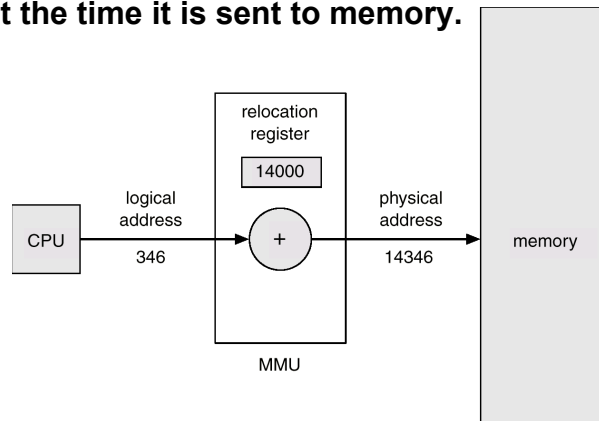 t the time it is sent to memory.
relocation
register
14000
logical
address
346
CPU
+
physical
address
14346
memory
MMU